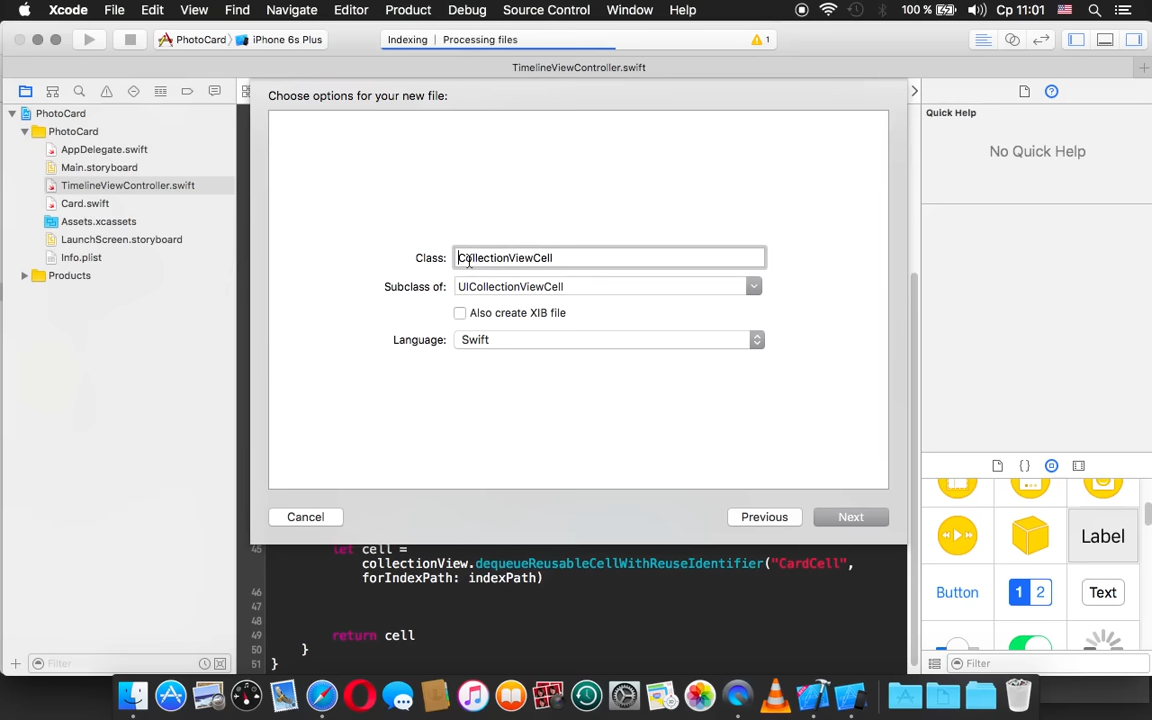 Xcode File Edit View Find Navigate Editor Product Debug Source Control Window Help 100 % Ср 11:01
PhotoCard iPhone 6s Plus Indexing | Processing files 1
TimelineViewController.swift
Choose options for your new file:
Quick Help
No Quick Help
PhotoCard
PhotoCard
AppDelegate.swift
Main.storyboard
TimelineViewController.swift
Card.swift
Assets.xcassets
LaunchScreen.storyboard
Info.plist
Products
Class: CollectionViewCell
Subclass of: UICollectionViewCell
Also create XIB file
Language: Swift
Cancel Previous Next
45 let cell =
collectionView.dequeueReusableCellWithReuseIdentifier("CardCell",
forIndexPath: indexPath)
46
47
48
49 return cell
50 }
51 }
Label
Button 1 2 Text
Filter
Filter